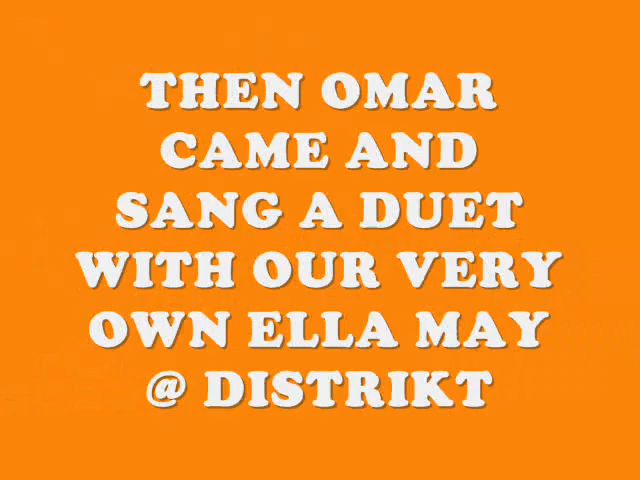 THEN OMAR
CAME AND
SANG A DUET
WITH OUR VERY
OWN ELLA MAY
@ DISTRIKT